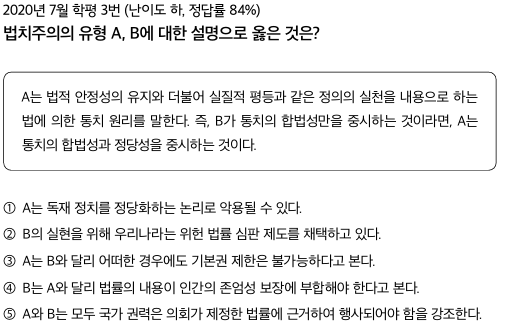 2020년 7월 학평 3번 (난이도 하, 정답률 84%)
법치주의의 유형 A, B에 대한 설명으로 옳은 것은?
A는 법적 안정성의 유지와 더불어 실질적 평등과 같은 정의의 실천을 내용으로 하는
법에 의한 통치 원리를 말한다. 즉, B가 통치의 합법성만을 중시하는 것이라면, A는
통치의 합법성과 정당성을 중시하는 것이다.
① A는 독재 정치를 정당화하는 논리로 악용될 수 있다.
② B의 실현을 위해 우리나라는 위헌 법률 심판 제도를 채택하고 있다.
③ A는 B와 달리 어떠한 경우에도 기본권 제한은 불가능하다고 본다.
④ B는 A와 달리 법률의 내용이 인간의 존엄성 보장에 부합해야 한다고 본다.
⑤ A와 B는 모두 국가 권력은 의회가 제정한 법률에 근거하여 행사되어야 함을 강조한다.